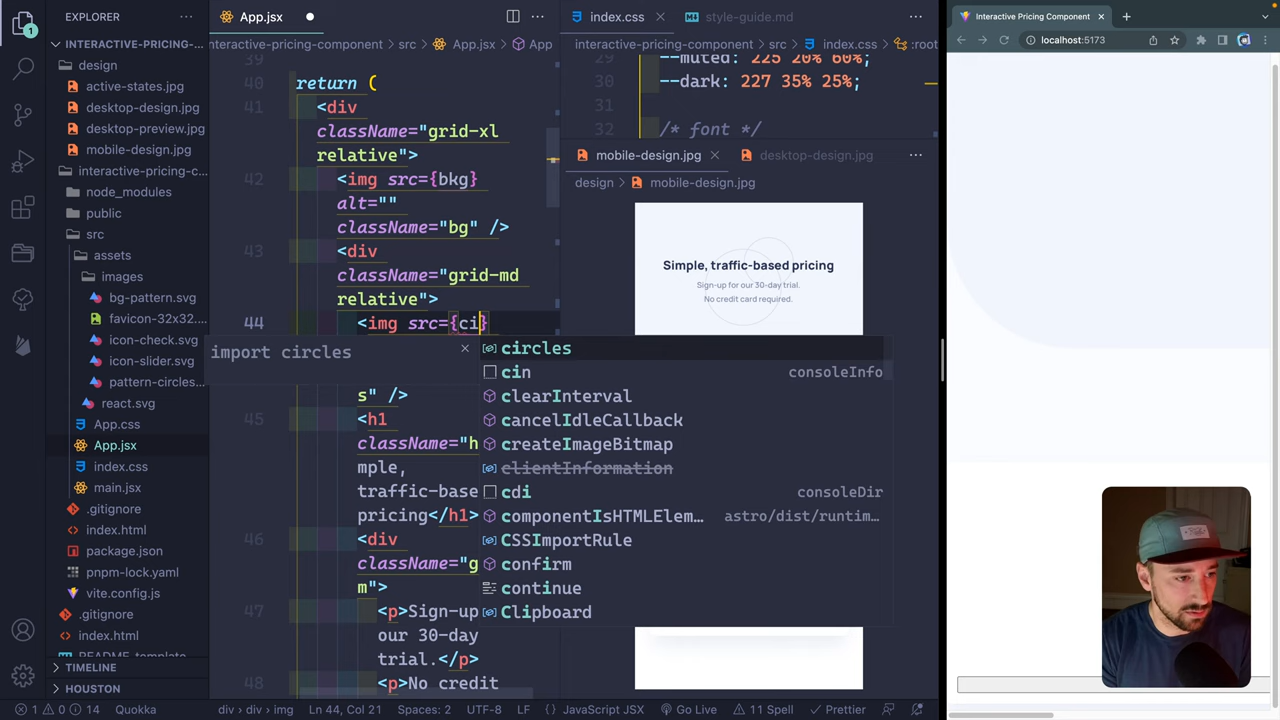 EXPLORER
INTERACTIVE-PRICING-...
design
active-states.jpg
desktop-design.jpg
desktop-preview.jpg
mobile-design.jpg
interactive-pricing-c...
node_modules
public
src
assets
images
bg-pattern.svg
favicon-32x32...
icon-check.svg
icon-slider.svg
pattern-circles...
react.svg
App.css
App.jsx
index.css
main.jsx
.gitignore
index.html
package.json
pnpm-lock.yaml
vite.config.js
.gitignore
index.html
TIMELINE
HOUSTON
App.jsx
interactive-pricing-component > src > App.jsx > App
39
40 return (
41 <div
className="grid-xl
relative">
42 <img src={bkg}
alt=""
className="bg" />
43 <div
className="grid-md
relative">
44 <img src={ci}
s" />
45 <h1
className="h
mple,
traffic-base
pricing</h1>
46 <div
className="g
m">
47 <p>Sign-up
our 30-day
trial.</p>
48 <p>No credit
import circles
circles
cin consoleInfo
clearInterval
cancelIdleCallback
createImageBitmap
clientInformation
cdi consoleDir
componentIsHTMLElem... astro/dist/runtim...
CSSImportRule
confirm
continue
Clipboard
index.css
style-guide.md
interactive-pricing-component > src > index.css > :root
29 --muted: 225 20% 60%;
30 --dark: 227 35% 25%;
31
32 /* font */
mobile-design.jpg
desktop-design.jpg
design > mobile-design.jpg
Simple, traffic-based pricing
Sign-up for our 30-day trial.
No credit card required.
Interactive Pricing Component
localhost:5173
1 0 14
Quokka
div > div > img
Ln 44, Col 21
Spaces: 2
UTF-8
LF
JavaScript JSX
Go Live
11 Spell
Prettier